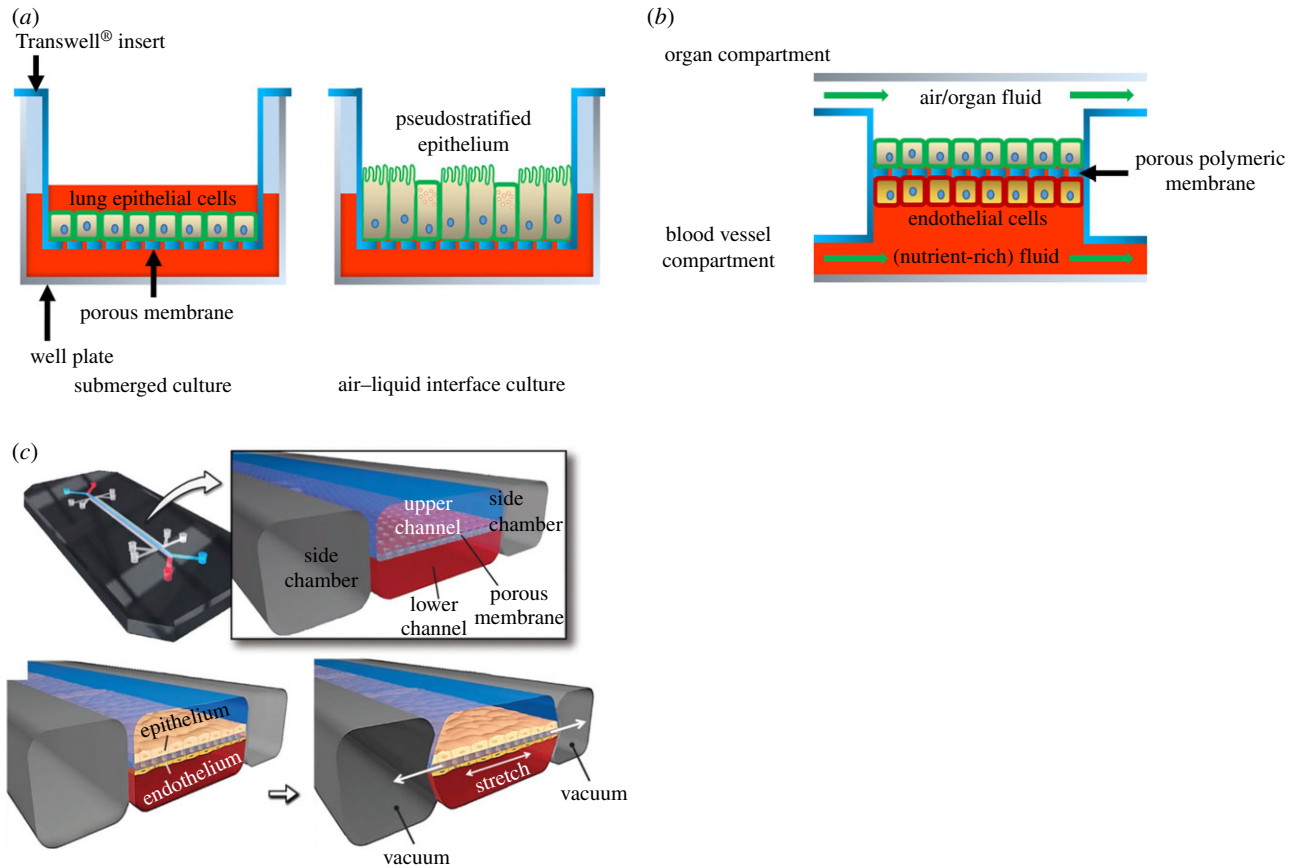 (a)
Transwell® insert
pseudostratified
epithelium
lung epithelial cells
porous membrane
well plate
submerged culture
air–liquid interface culture
(b)
organ compartment
air/organ fluid
porous polymeric
membrane
endothelial cells
blood vessel
compartment
(nutrient-rich) fluid
(c)
upper
channel
side
chamber
side
chamber
lower
channel
porous
membrane
epithelium
endothelium
stretch
vacuum
vacuum